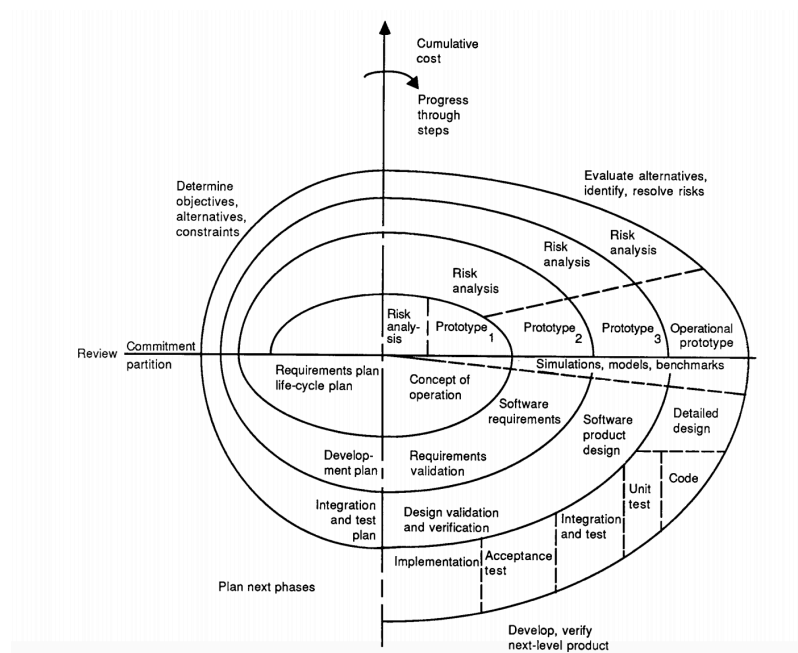 Cumulative
cost
Progress
through
steps
Evaluate alternatives,
identify, resolve risks
Determine
objectives,
alternatives,
constraints
Risk
analysis
Risk
analysis
Risk
analysis
Risk
analy-
sis
Prototype
1
Prototype
2
Prototype
3
Operational
prototype
Review
Commitment
partition
Simulations, models, benchmarks
Requirements plan
life-cycle plan
Concept of
operation
Software
requirements
Software
product
design
Detailed
design
Develop-
ment plan
Requirements
validation
Code
Unit
test
Integration
and test
plan
Design validation
and verification
Integration
and test
Implementation
Acceptance
test
Plan next phases
Develop, verify
next-level product